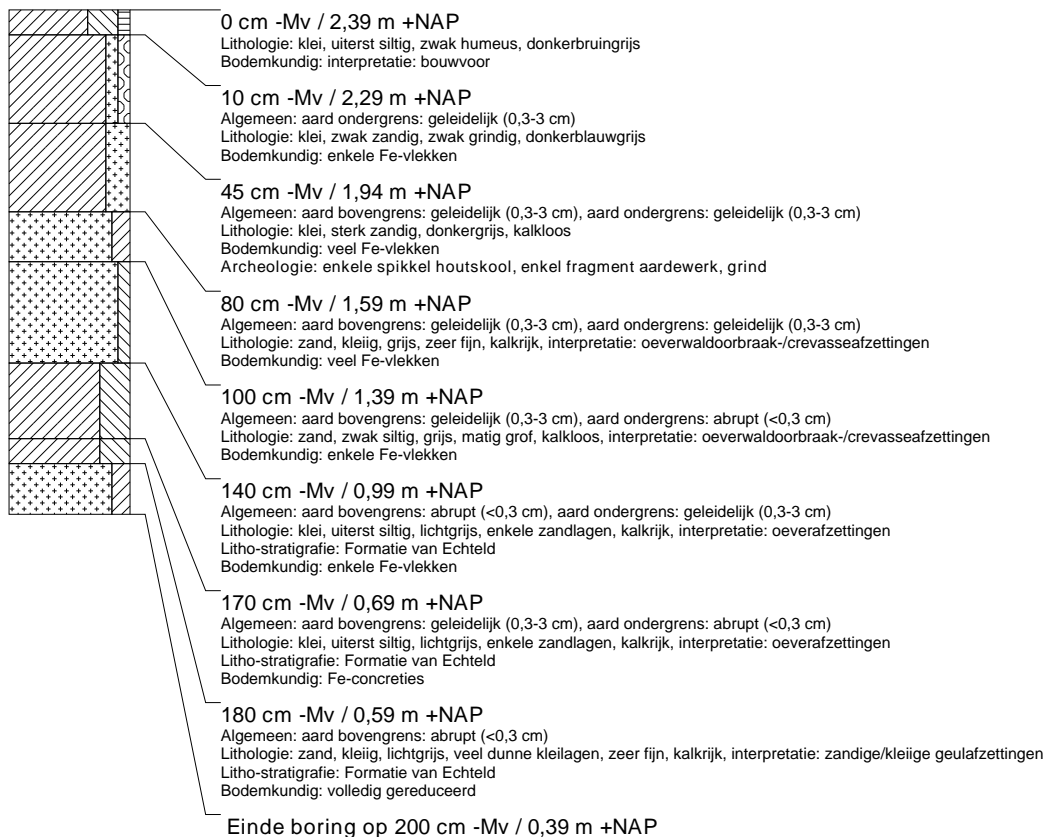 0 cm -Mv / 2,39 m +NAP
Lithologie: klei, uiterst siltig, zwak humeus, donkerbruingrijs
Bodemkundig: interpretatie: bouwvoor
10 cm -Mv / 2,29 m +NAP
Algemeen: aard ondergrens: geleidelijk (0,3-3 cm)
Lithologie: klei, zwak zandig, zwak grindig, donkerblauwgrijs
Bodemkundig: enkele Fe-vlekken
45 cm -Mv / 1,94 m +NAP
Algemeen: aard bovengrens: geleidelijk (0,3-3 cm), aard ondergrens: geleidelijk (0,3-3 cm)
Lithologie: klei, sterk zandig, donkergrijs, kalkloos
Bodemkundig: veel Fe-vlekken
Archeologie: enkele spikkel houtskool, enkel fragment aardewerk, grind
80 cm -Mv / 1,59 m +NAP
Algemeen: aard bovengrens: geleidelijk (0,3-3 cm), aard ondergrens: geleidelijk (0,3-3 cm)
Lithologie: zand, kleiig, grijs, zeer fijn, kalkrijk, interpretatie: oeverwaldoorbraak-/crevasseafzettingen
Bodemkundig: veel Fe-vlekken
100 cm -Mv / 1,39 m +NAP
Algemeen: aard bovengrens: geleidelijk (0,3-3 cm), aard ondergrens: abrupt (<0,3 cm)
Lithologie: zand, zwak siltig, grijs, matig grof, kalkloos, interpretatie: oeverwaldoorbraak-/crevasseafzettingen
Bodemkundig: enkele Fe-vlekken
140 cm -Mv / 0,99 m +NAP
Algemeen: aard bovengrens: abrupt (<0,3 cm), aard ondergrens: geleidelijk (0,3-3 cm)
Lithologie: klei, uiterst siltig, lichtgrijs, enkele zandlagen, kalkrijk, interpretatie: oeverafzettingen
Litho-stratigrafie: Formatie van Echteld
Bodemkundig: enkele Fe-vlekken
170 cm -Mv / 0,69 m +NAP
Algemeen: aard bovengrens: geleidelijk (0,3-3 cm), aard ondergrens: abrupt (<0,3 cm)
Lithologie: klei, uiterst siltig, lichtgrijs, enkele zandlagen, kalkrijk, interpretatie: oeverafzettingen
Litho-stratigrafie: Formatie van Echteld
Bodemkundig: Fe-concreties
180 cm -Mv / 0,59 m +NAP
Algemeen: aard bovengrens: abrupt (<0,3 cm)
Lithologie: zand, kleiig, lichtgrijs, veel dunne kleilagen, zeer fijn, kalkrijk, interpretatie: zandige/kleiige geulafzettingen
Litho-stratigrafie: Formatie van Echteld
Bodemkundig: volledig gereduceerd
Einde boring op 200 cm -Mv / 0,39 m +NAP